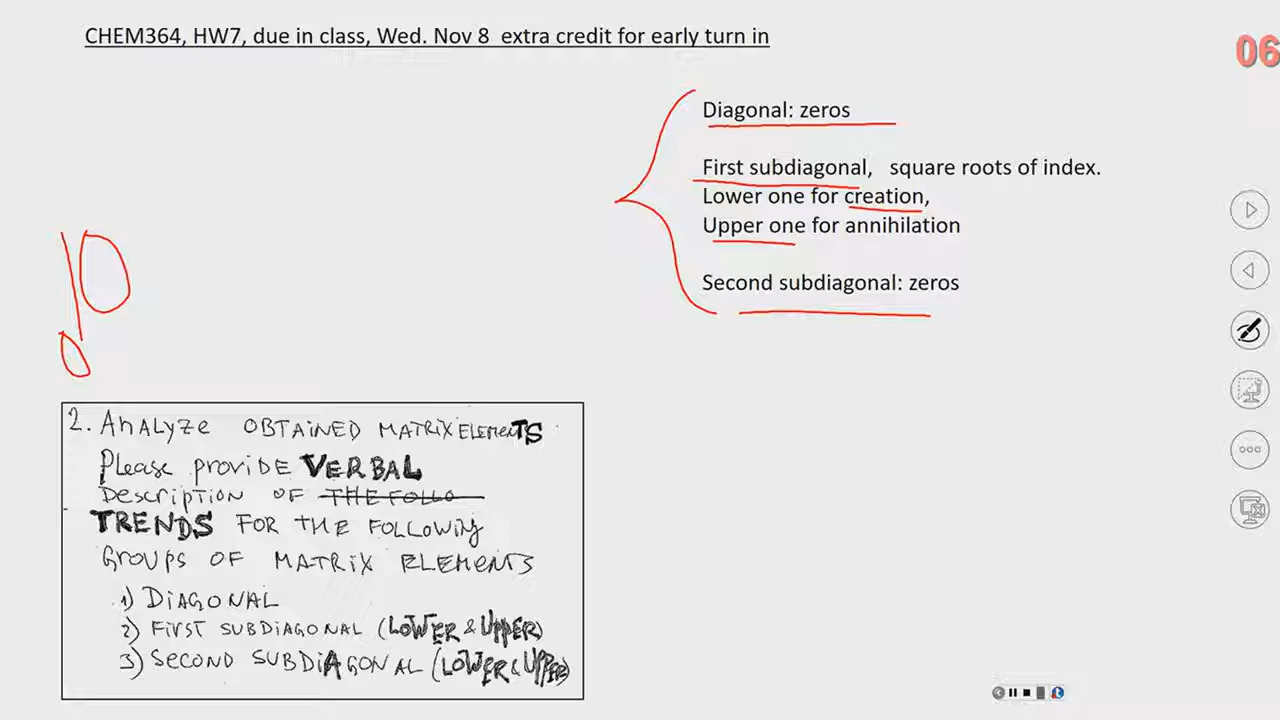 CHEM364, HW7, due in class, Wed. Nov 8 extra credit for early turn in
06
Diagonal: zeros
First subdiagonal, square roots of index.
Lower one for creation,
Upper one for annihilation
Second subdiagonal: zeros
2. ANALYZE OBTAINED MATRIX ELEMENTS
Please provide VERBAL
Description OF THE FOLLO
TRENDS FOR THE FOLLOWING
GROUPS OF MATRIX ELEMENTS
1) DIAGONAL
2) FIRST SUBDIAGONAL (LOWER & UPPER)
3) SECOND SUBDIAGONAL (LOWER & UPPER)